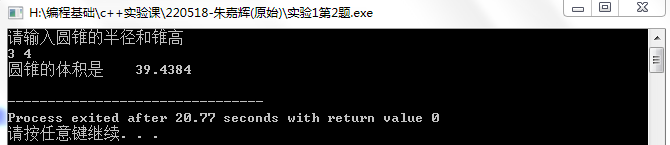 H:\编程基础\c++实验课\220518-朱嘉辉(原始)\实验1第2题.exe
请输入圆锥的半径和锥高
3 4
圆锥的体积是    39.4384
--------------------------------
Process exited after 20.77 seconds with return value 0
请按任意键继续. . .